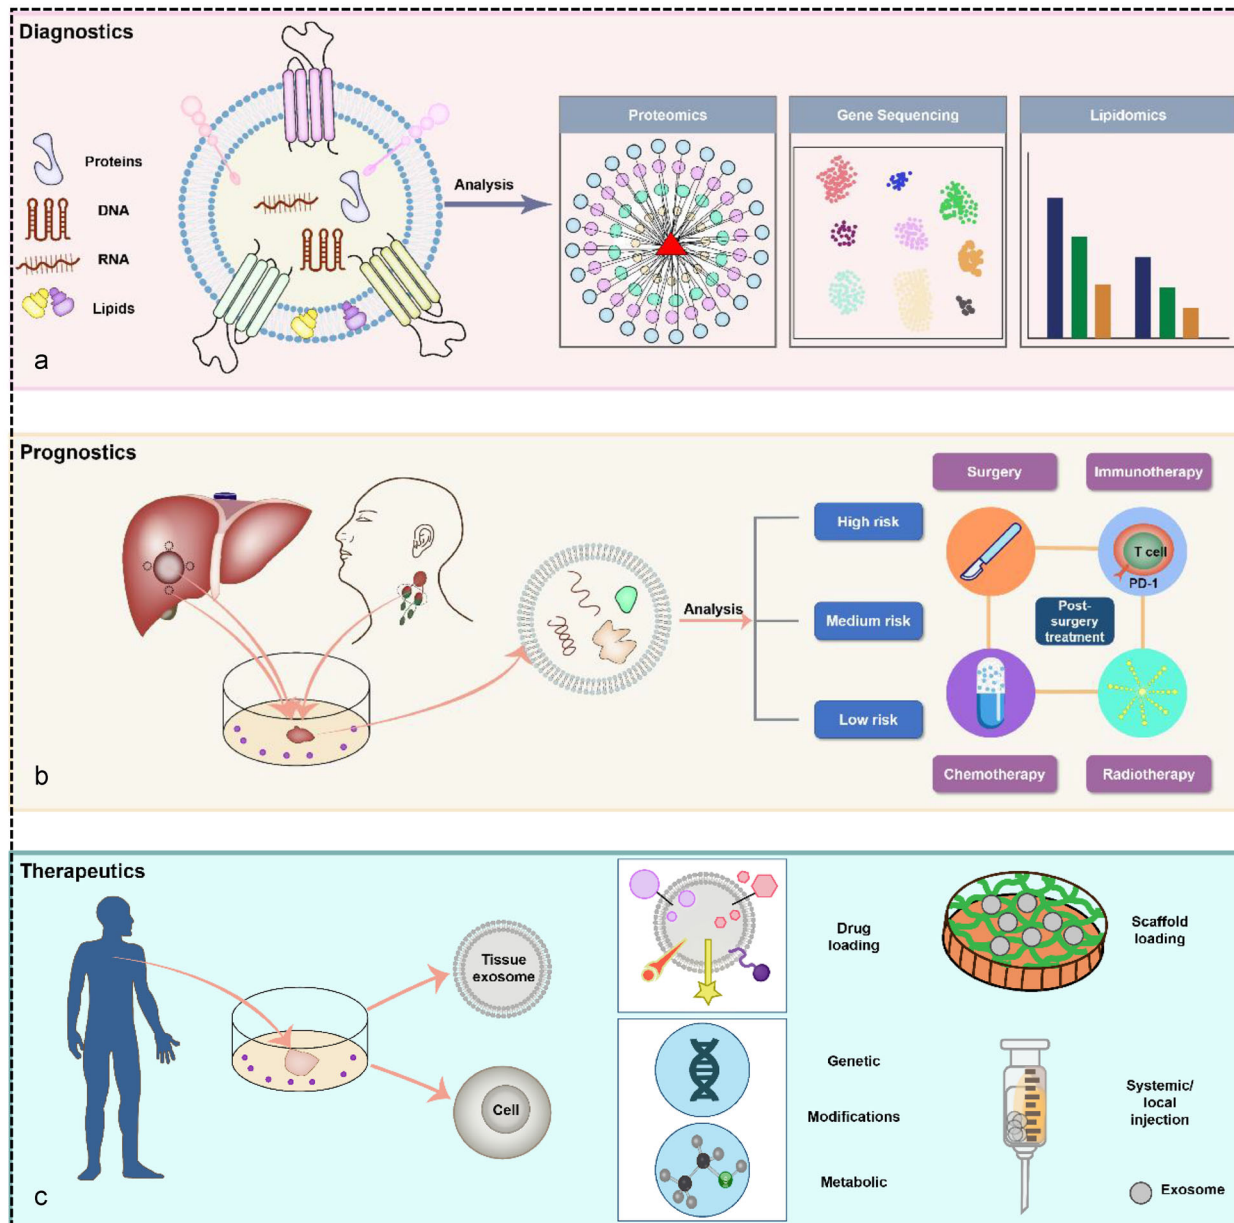 Diagnostics
Proteins
DNA
RNA
Lipids
Analysis
Proteomics
Gene Sequencing
Lipidomics
a
Prognostics
Analysis
High risk
Medium risk
Low risk
Surgery
Immunotherapy
T cell
PD-1
Post-
surgery
treatment
Chemotherapy
Radiotherapy
b
Therapeutics
Tissue
exosome
Cell
Drug
loading
Scaffold
loading
Genetic
Modifications
Metabolic
Systemic/
local
injection
Exosome
c